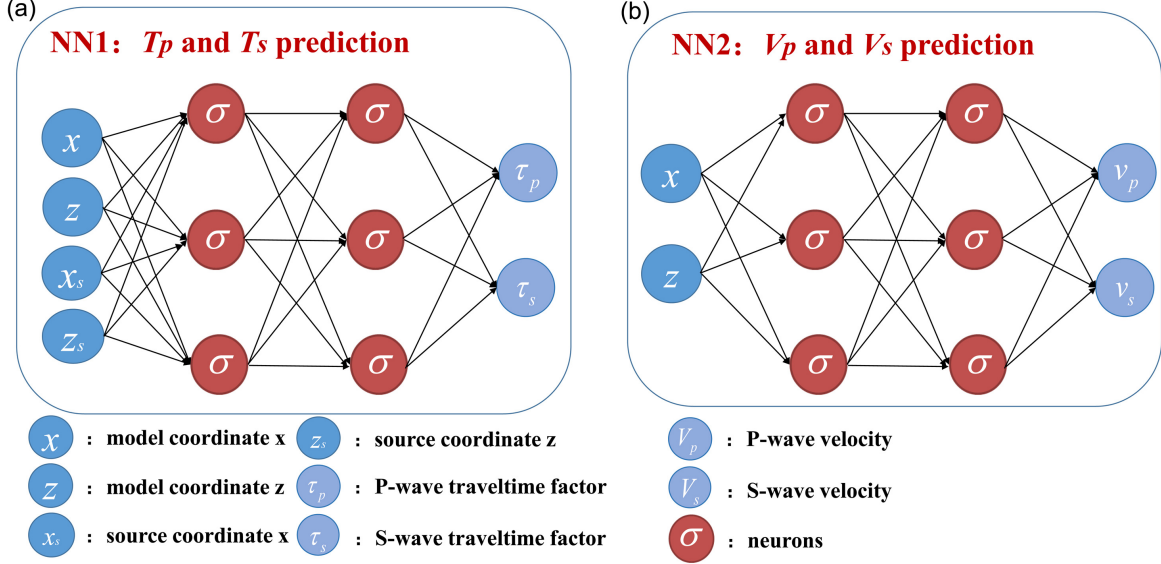 (a)
NN1: Tp and Ts prediction
x
z
xs
zs
σ
σ
σ
σ
σ
σ
τp
τs
x : model coordinate x
z : model coordinate z
xs : source coordinate x
zs : source coordinate z
τp : P-wave traveltime factor
τs : S-wave traveltime factor
(b)
NN2: Vp and Vs prediction
x
z
σ
σ
σ
σ
σ
σ
vp
vs
Vp : P-wave velocity
Vs : S-wave velocity
σ : neurons